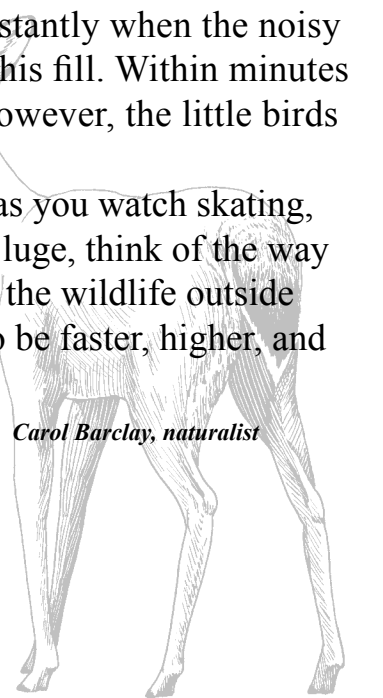 stantly when the noisy
his fill. Within minutes
owever, the little birds
as you watch skating,
luge, think of the way
the wildlife outside
o be faster, higher, and
Carol Barclay, naturalist